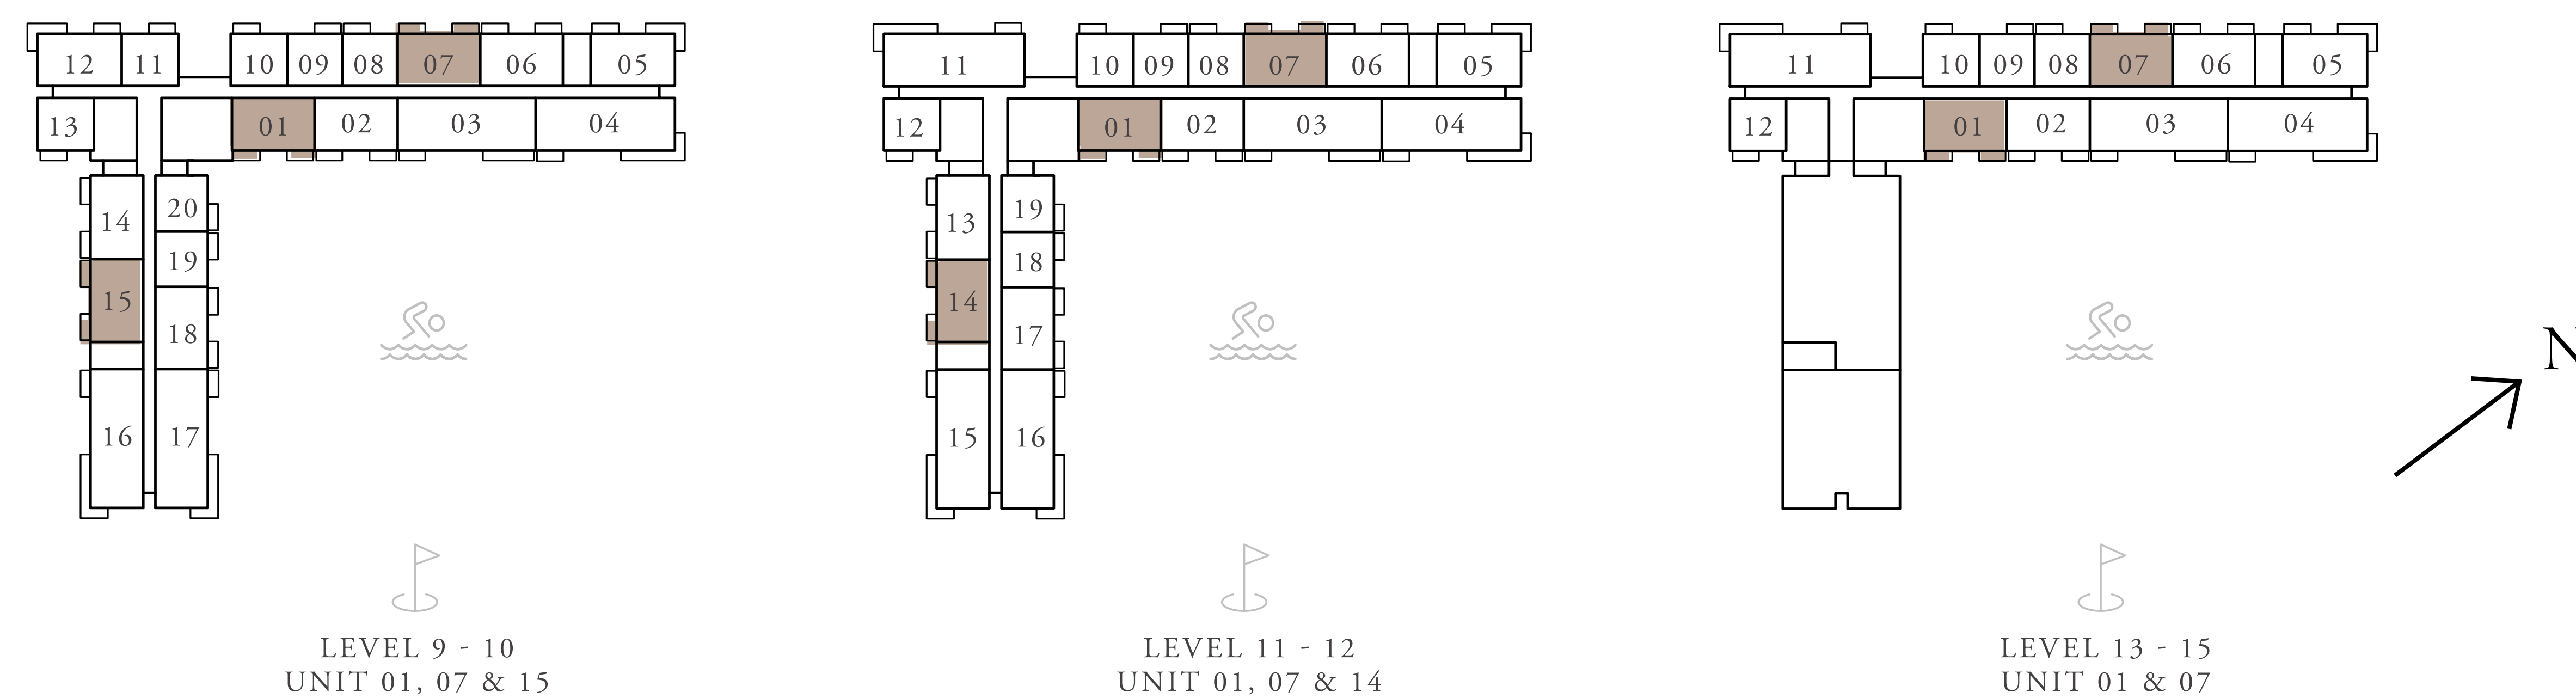 12 11 10 09 08 07 06 05
13 01 02 03 04
14 20
19
15
18
16 17
LEVEL 9 - 10
UNIT 01, 07 & 15
11 10 09 08 07 06 05
12 01 02 03 04
13 19
18
14
17
15 16
LEVEL 11 - 12
UNIT 01, 07 & 14
11 10 09 08 07 06 05
12 01 02 03 04
LEVEL 13 - 15
UNIT 01 & 07
N